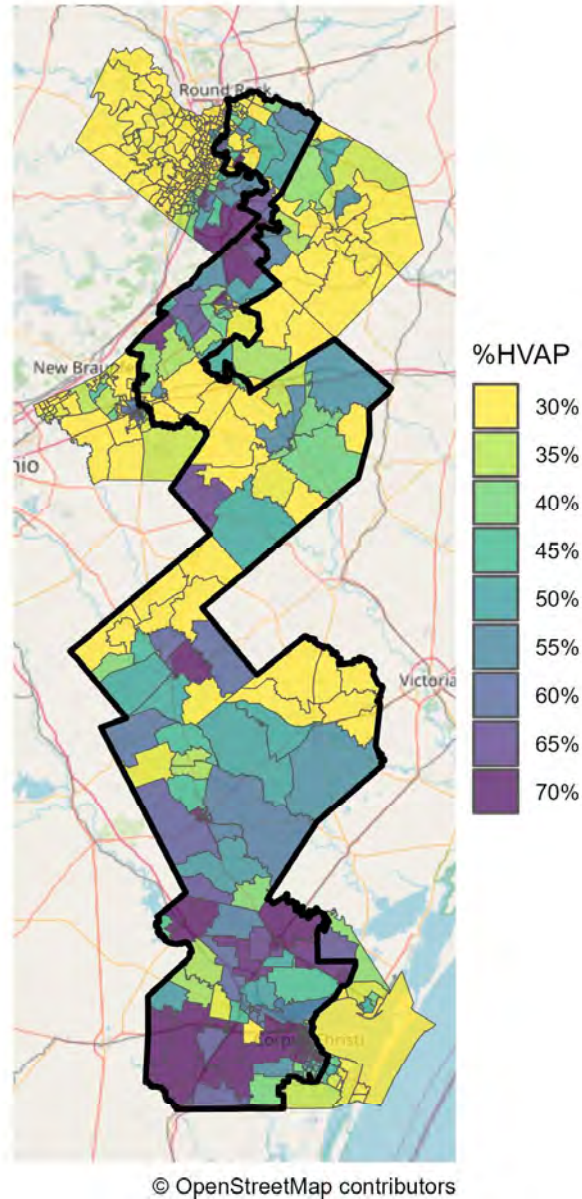 Round Rock
New Brau
nio
Victoria
Corpus Christi
%HVAP
30%
35%
40%
45%
50%
55%
60%
65%
70%
© OpenStreetMap contributors